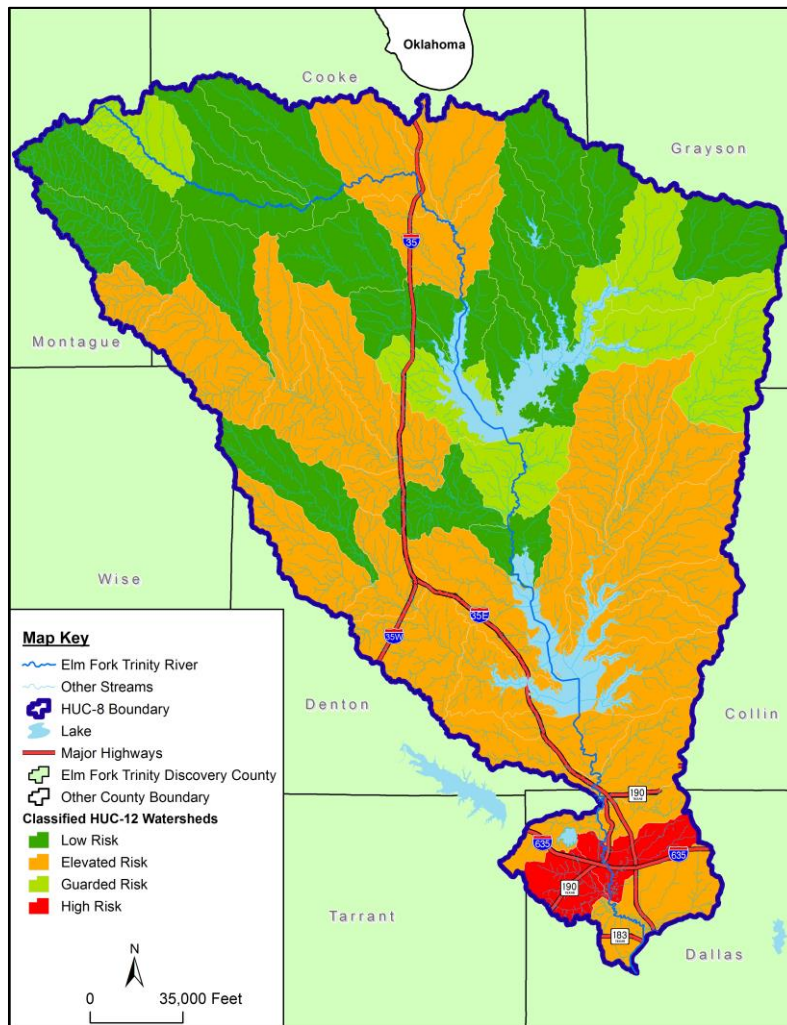 Oklahoma
Cooke
Grayson
35
Montague
Wise
35W
35E
Denton
Collin
190
635
635
190
183
Tarrant
Dallas
Map Key
Elm Fork Trinity River
Other Streams
HUC-8 Boundary
Lake
Major Highways
Elm Fork Trinity Discovery County
Other County Boundary
Classified HUC-12 Watersheds
Low Risk
Elevated Risk
Guarded Risk
High Risk
N
0 35,000 Feet